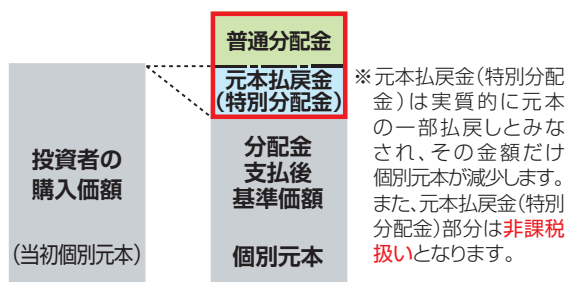 投資者の
購入価額
(当初個別元本)
普通分配金
元本払戻金
(特別分配金)
分配金
支払後
基準価額
個別元本
※元本払戻金(特別分配
金)は実質的に元本
の一部払戻しとみな
され、その金額だけ
個別元本が減少します。
また、元本払戻金(特別
分配金)部分は非課税
扱いとなります。